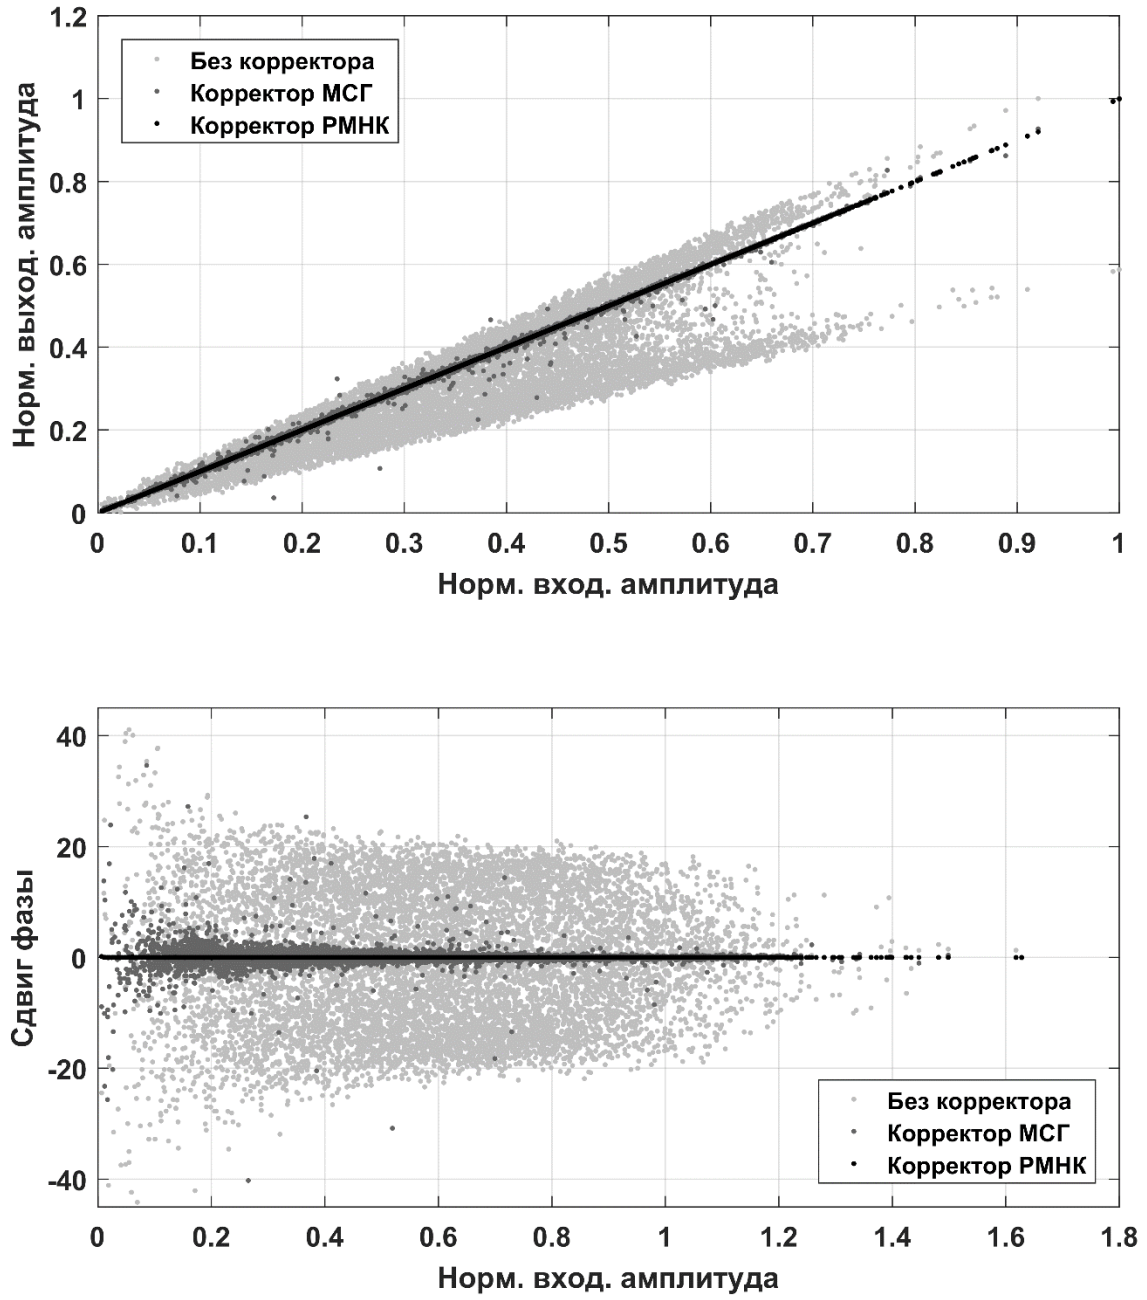 1.2
1
0.8
0.6
0.4
0.2
0
Норм. выход. амплитуда
Без корректора
Корректор МСГ
Корректор РМНК
0 0.1 0.2 0.3 0.4 0.5 0.6 0.7 0.8 0.9 1
Норм. вход. амплитуда
40
20
0
-20
-40
Сдвиг фазы
Без корректора
Корректор МСГ
Корректор РМНК
0 0.2 0.4 0.6 0.8 1 1.2 1.4 1.6 1.8
Норм. вход. амплитуда